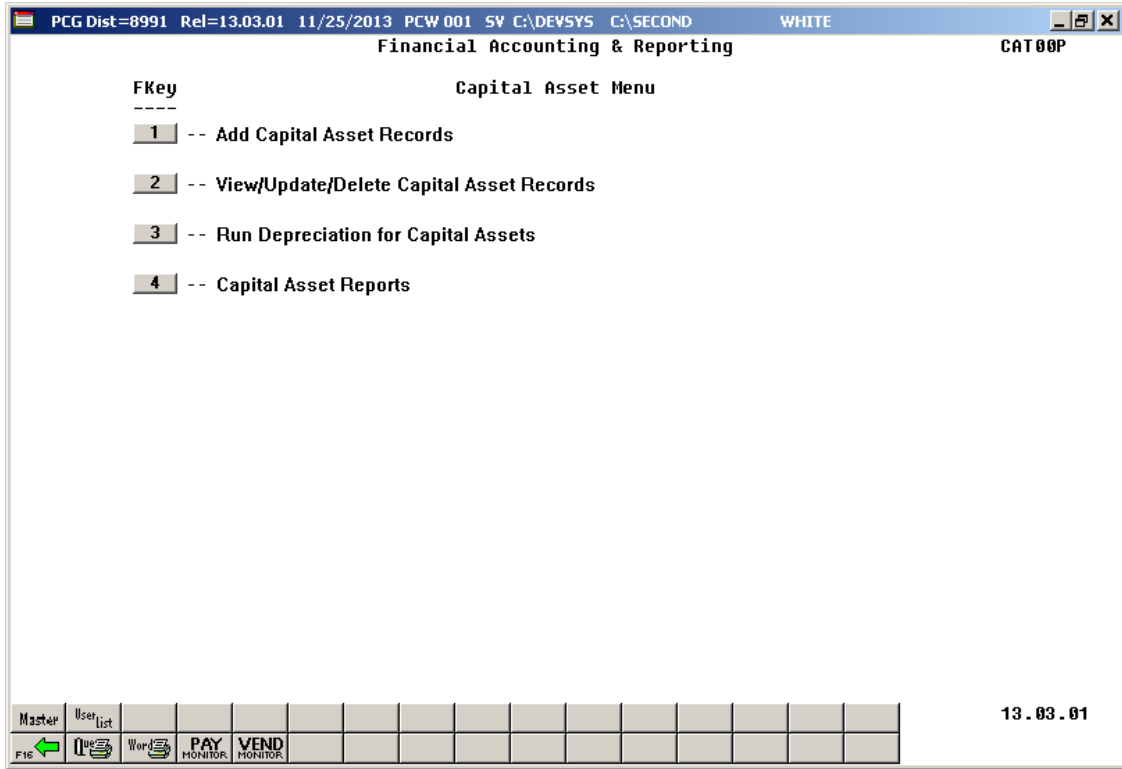 PCG Dist=8991 Rel=13.03.01 11/25/2013 PCW 001 SV C:\DEVSYS C:\SECOND WHITE
Financial Accounting & Reporting CAT00P
FKey Capital Asset Menu
----
1 -- Add Capital Asset Records
2 -- View/Update/Delete Capital Asset Records
3 -- Run Depreciation for Capital Assets
4 -- Capital Asset Reports
Master User List 13.03.01
F16 Que Word PAY MONITOR VEND MONITOR